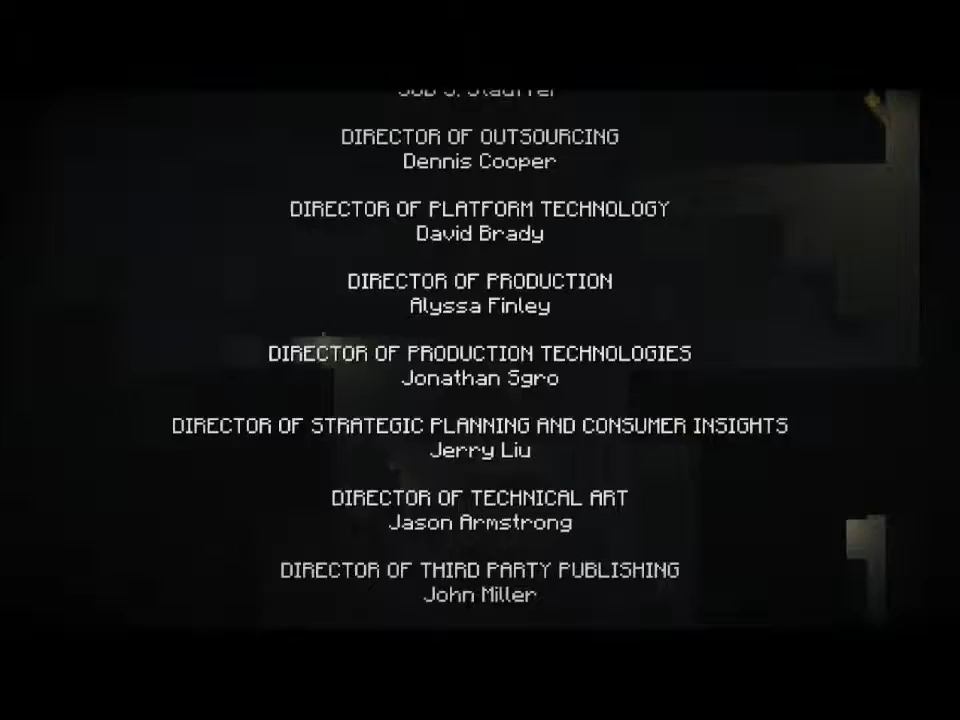 DIRECTOR OF OUTSOURCING
Dennis Cooper
DIRECTOR OF PLATFORM TECHNOLOGY
David Brady
DIRECTOR OF PRODUCTION
Alyssa Finley
DIRECTOR OF PRODUCTION TECHNOLOGIES
Jonathan Sgro
DIRECTOR OF STRATEGIC PLANNING AND CONSUMER INSIGHTS
Jerry Liu
DIRECTOR OF TECHNICAL ART
Jason Armstrong
DIRECTOR OF THIRD PARTY PUBLISHING
John Miller